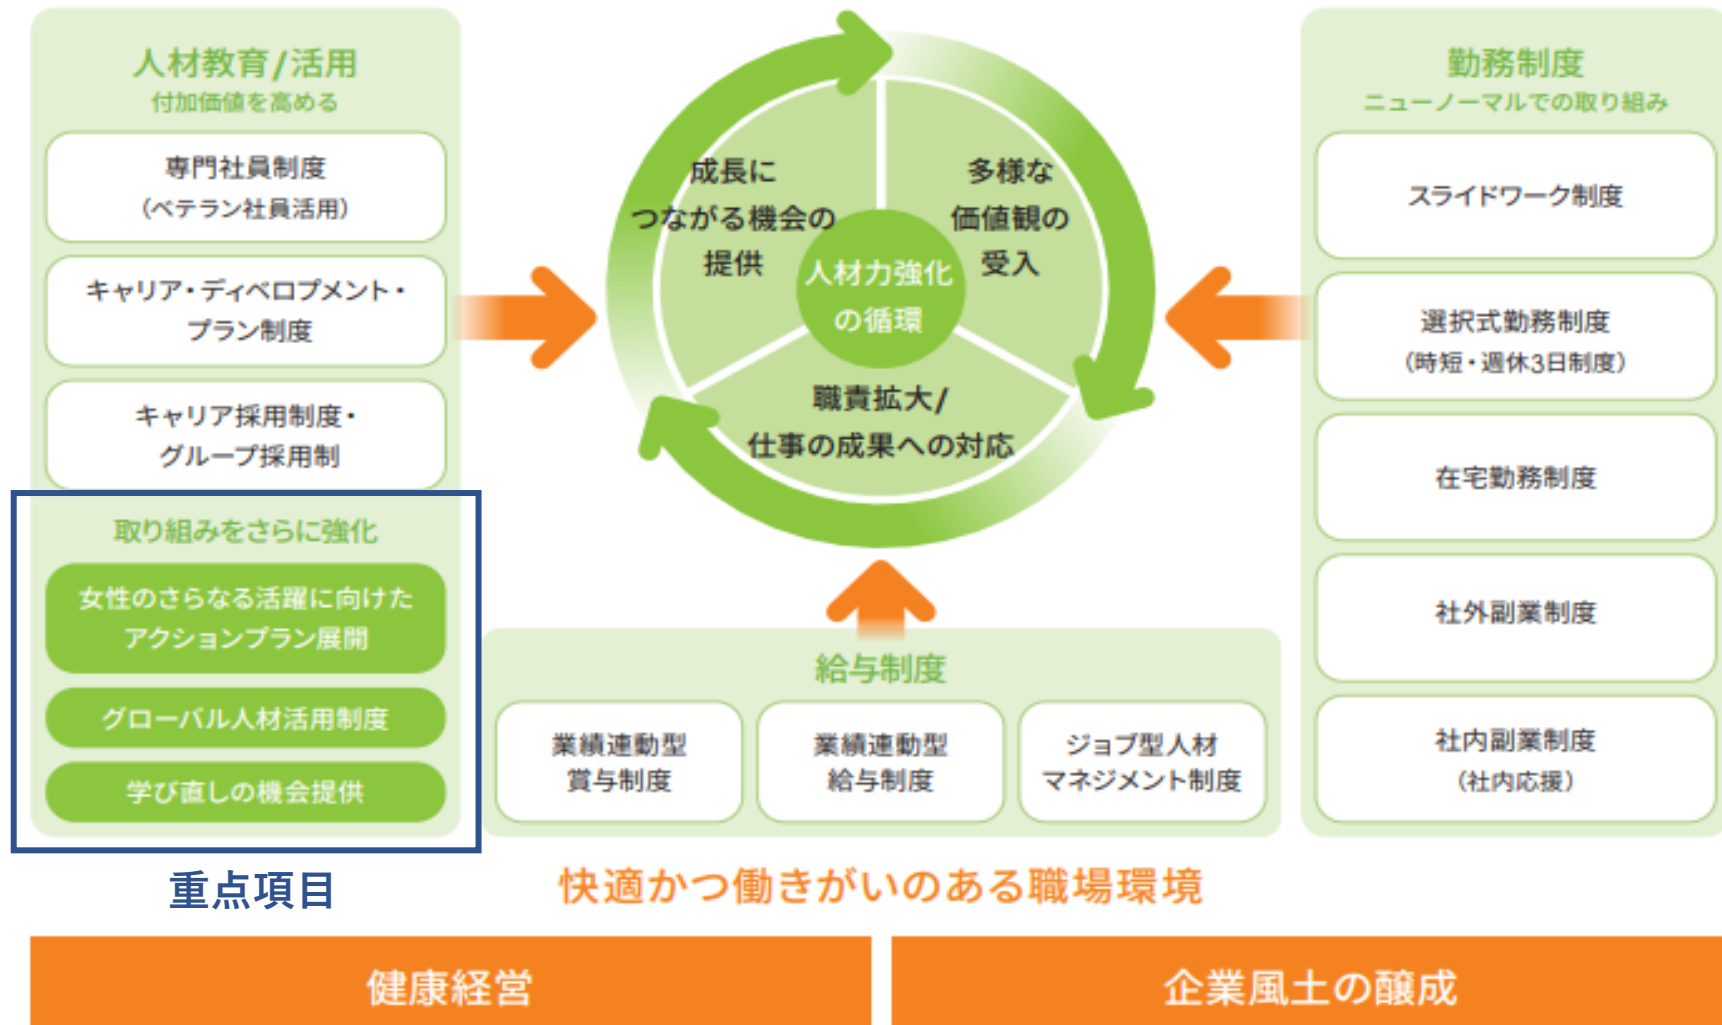 人材教育/活用
付加価値を高める
専門社員制度
（ベテラン社員活用）
キャリア・ディベロプメント・
プラン制度
キャリア採用制度・
グループ採用制
取り組みをさらに強化
女性のさらなる活躍に向けた
アクションプラン展開
グローバル人材活用制度
学び直しの機会提供
重点項目
成長に
つながる機会の
提供
多様な
価値観の
受入
人材力強化
の循環
職責拡大/
仕事の成果への対応
給与制度
業績連動型
賞与制度
業績連動型
給与制度
ジョブ型人材
マネジメント制度
勤務制度
ニューノーマルでの取り組み
スライドワーク制度
選択式勤務制度
（時短・週休3日制度）
在宅勤務制度
社外副業制度
社内副業制度
（社内応援）
快適かつ働きがいのある職場環境
健康経営
企業風土の醸成